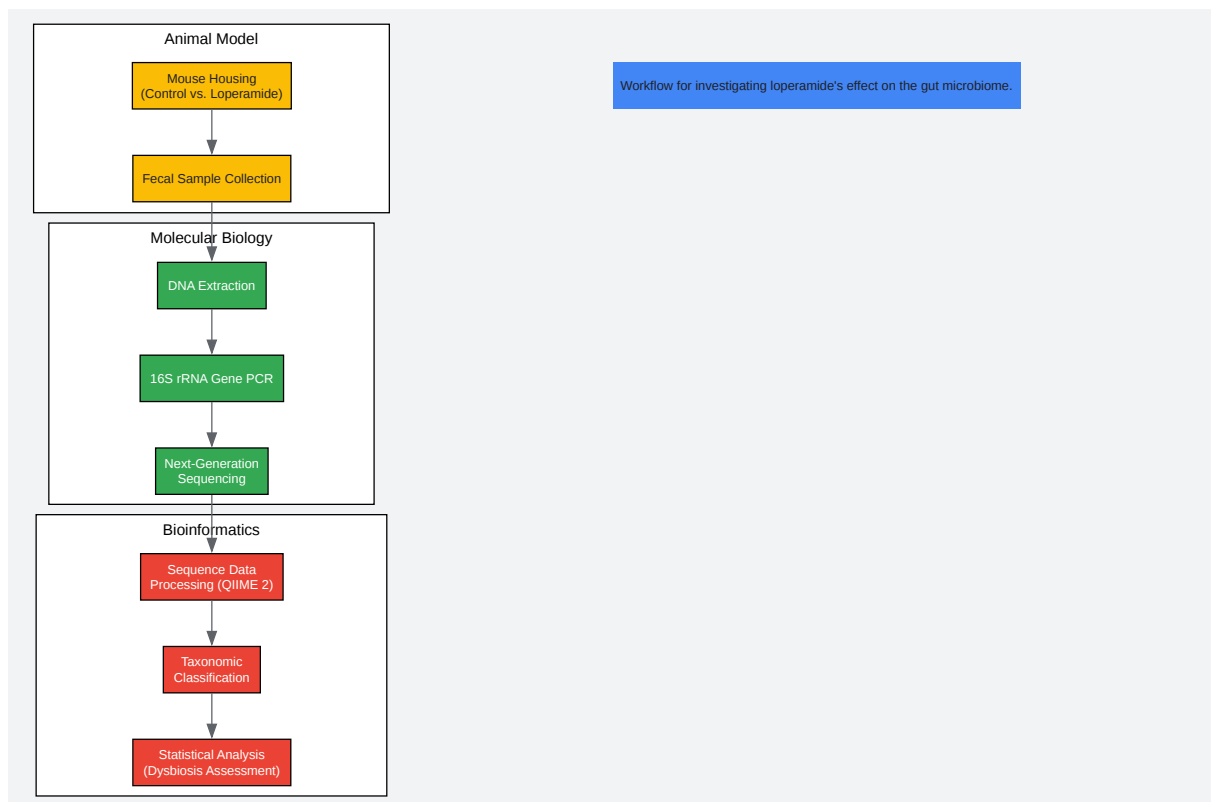 Animal Model
Mouse Housing
(Control vs. Loperamide)
Workflow for investigating loperamide's effect on the gut microbiome.
Fecal Sample Collection
Molecular Biology
DNA Extraction
16S rRNA Gene PCR
Next-Generation
Sequencing
Bioinformatics
Sequence Data
Processing (QIIME 2)
Taxonomic
Classification
Statistical Analysis
(Dysbiosis Assessment)